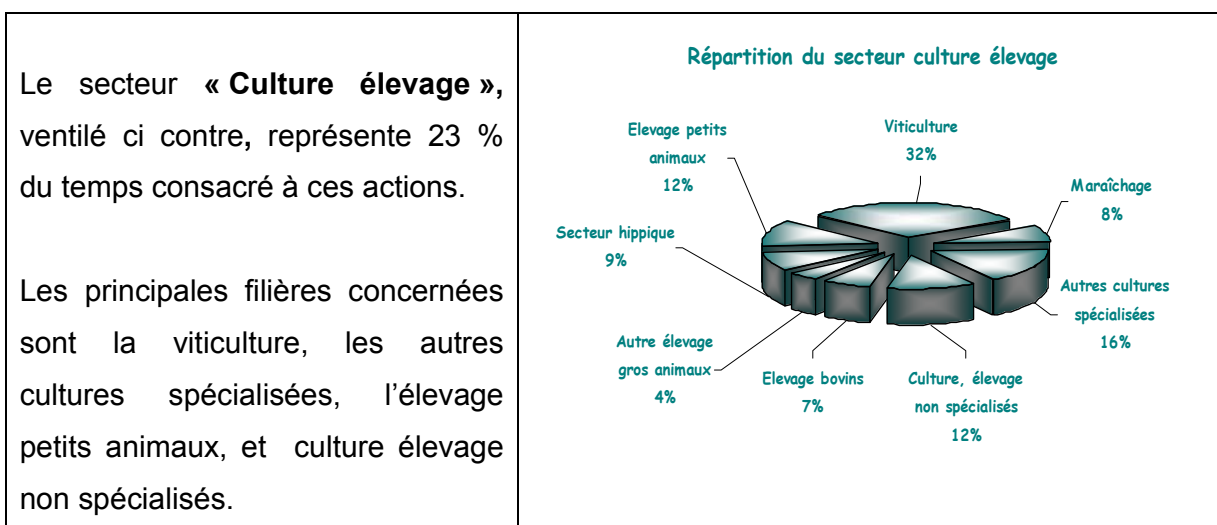 Le secteur « Culture élevage »,
ventilé ci contre, représente 23 %
du temps consacré à ces actions.
Les principales filières concernées
sont la viticulture, les autres
cultures spécialisées, l’élevage
petits animaux, et culture élevage
non spécialisés.
Répartition du secteur culture élevage
Elevage petits
animaux
12%
Viticulture
32%
Maraîchage
8%
Secteur hippique
9%
Autres cultures
spécialisées
16%
Autre élevage
gros animaux
4%
Elevage bovins
7%
Culture, élevage
non spécialisés
12%